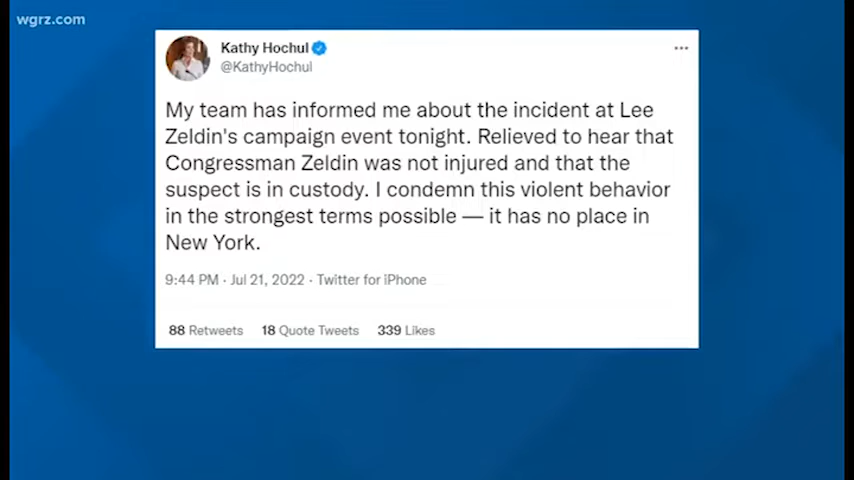 wgrz.com
Kathy Hochul
@KathyHochul
My team has informed me about the incident at Lee
Zeldin's campaign event tonight. Relieved to hear that
Congressman Zeldin was not injured and that the
suspect is in custody. I condemn this violent behavior
in the strongest terms possible — it has no place in
New York.
9:44 PM · Jul 21, 2022 · Twitter for iPhone
88 Retweets 18 Quote Tweets 339 Likes